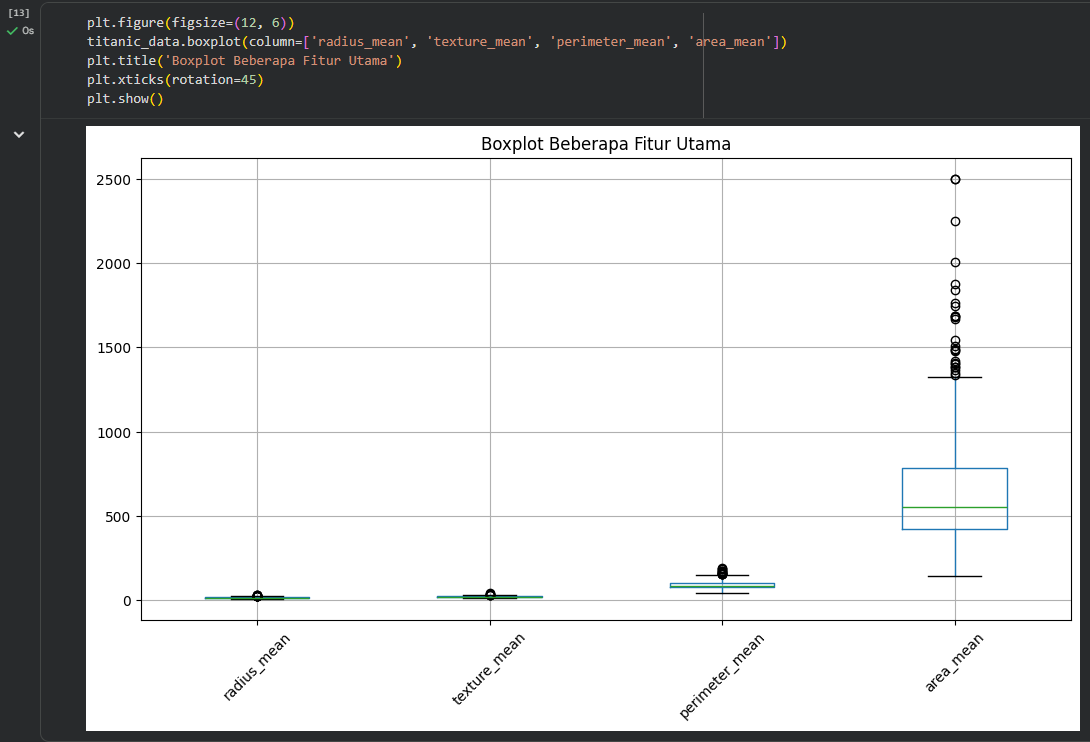 [13]
0s
plt.figure(figsize=(12, 6))
titanic_data.boxplot(column=['radius_mean', 'texture_mean', 'perimeter_mean', 'area_mean'])
plt.title('Boxplot Beberapa Fitur Utama')
plt.xticks(rotation=45)
plt.show()
Boxplot Beberapa Fitur Utama
2500
2000
1500
1000
500
0
radius_mean
texture_mean
perimeter_mean
area_mean